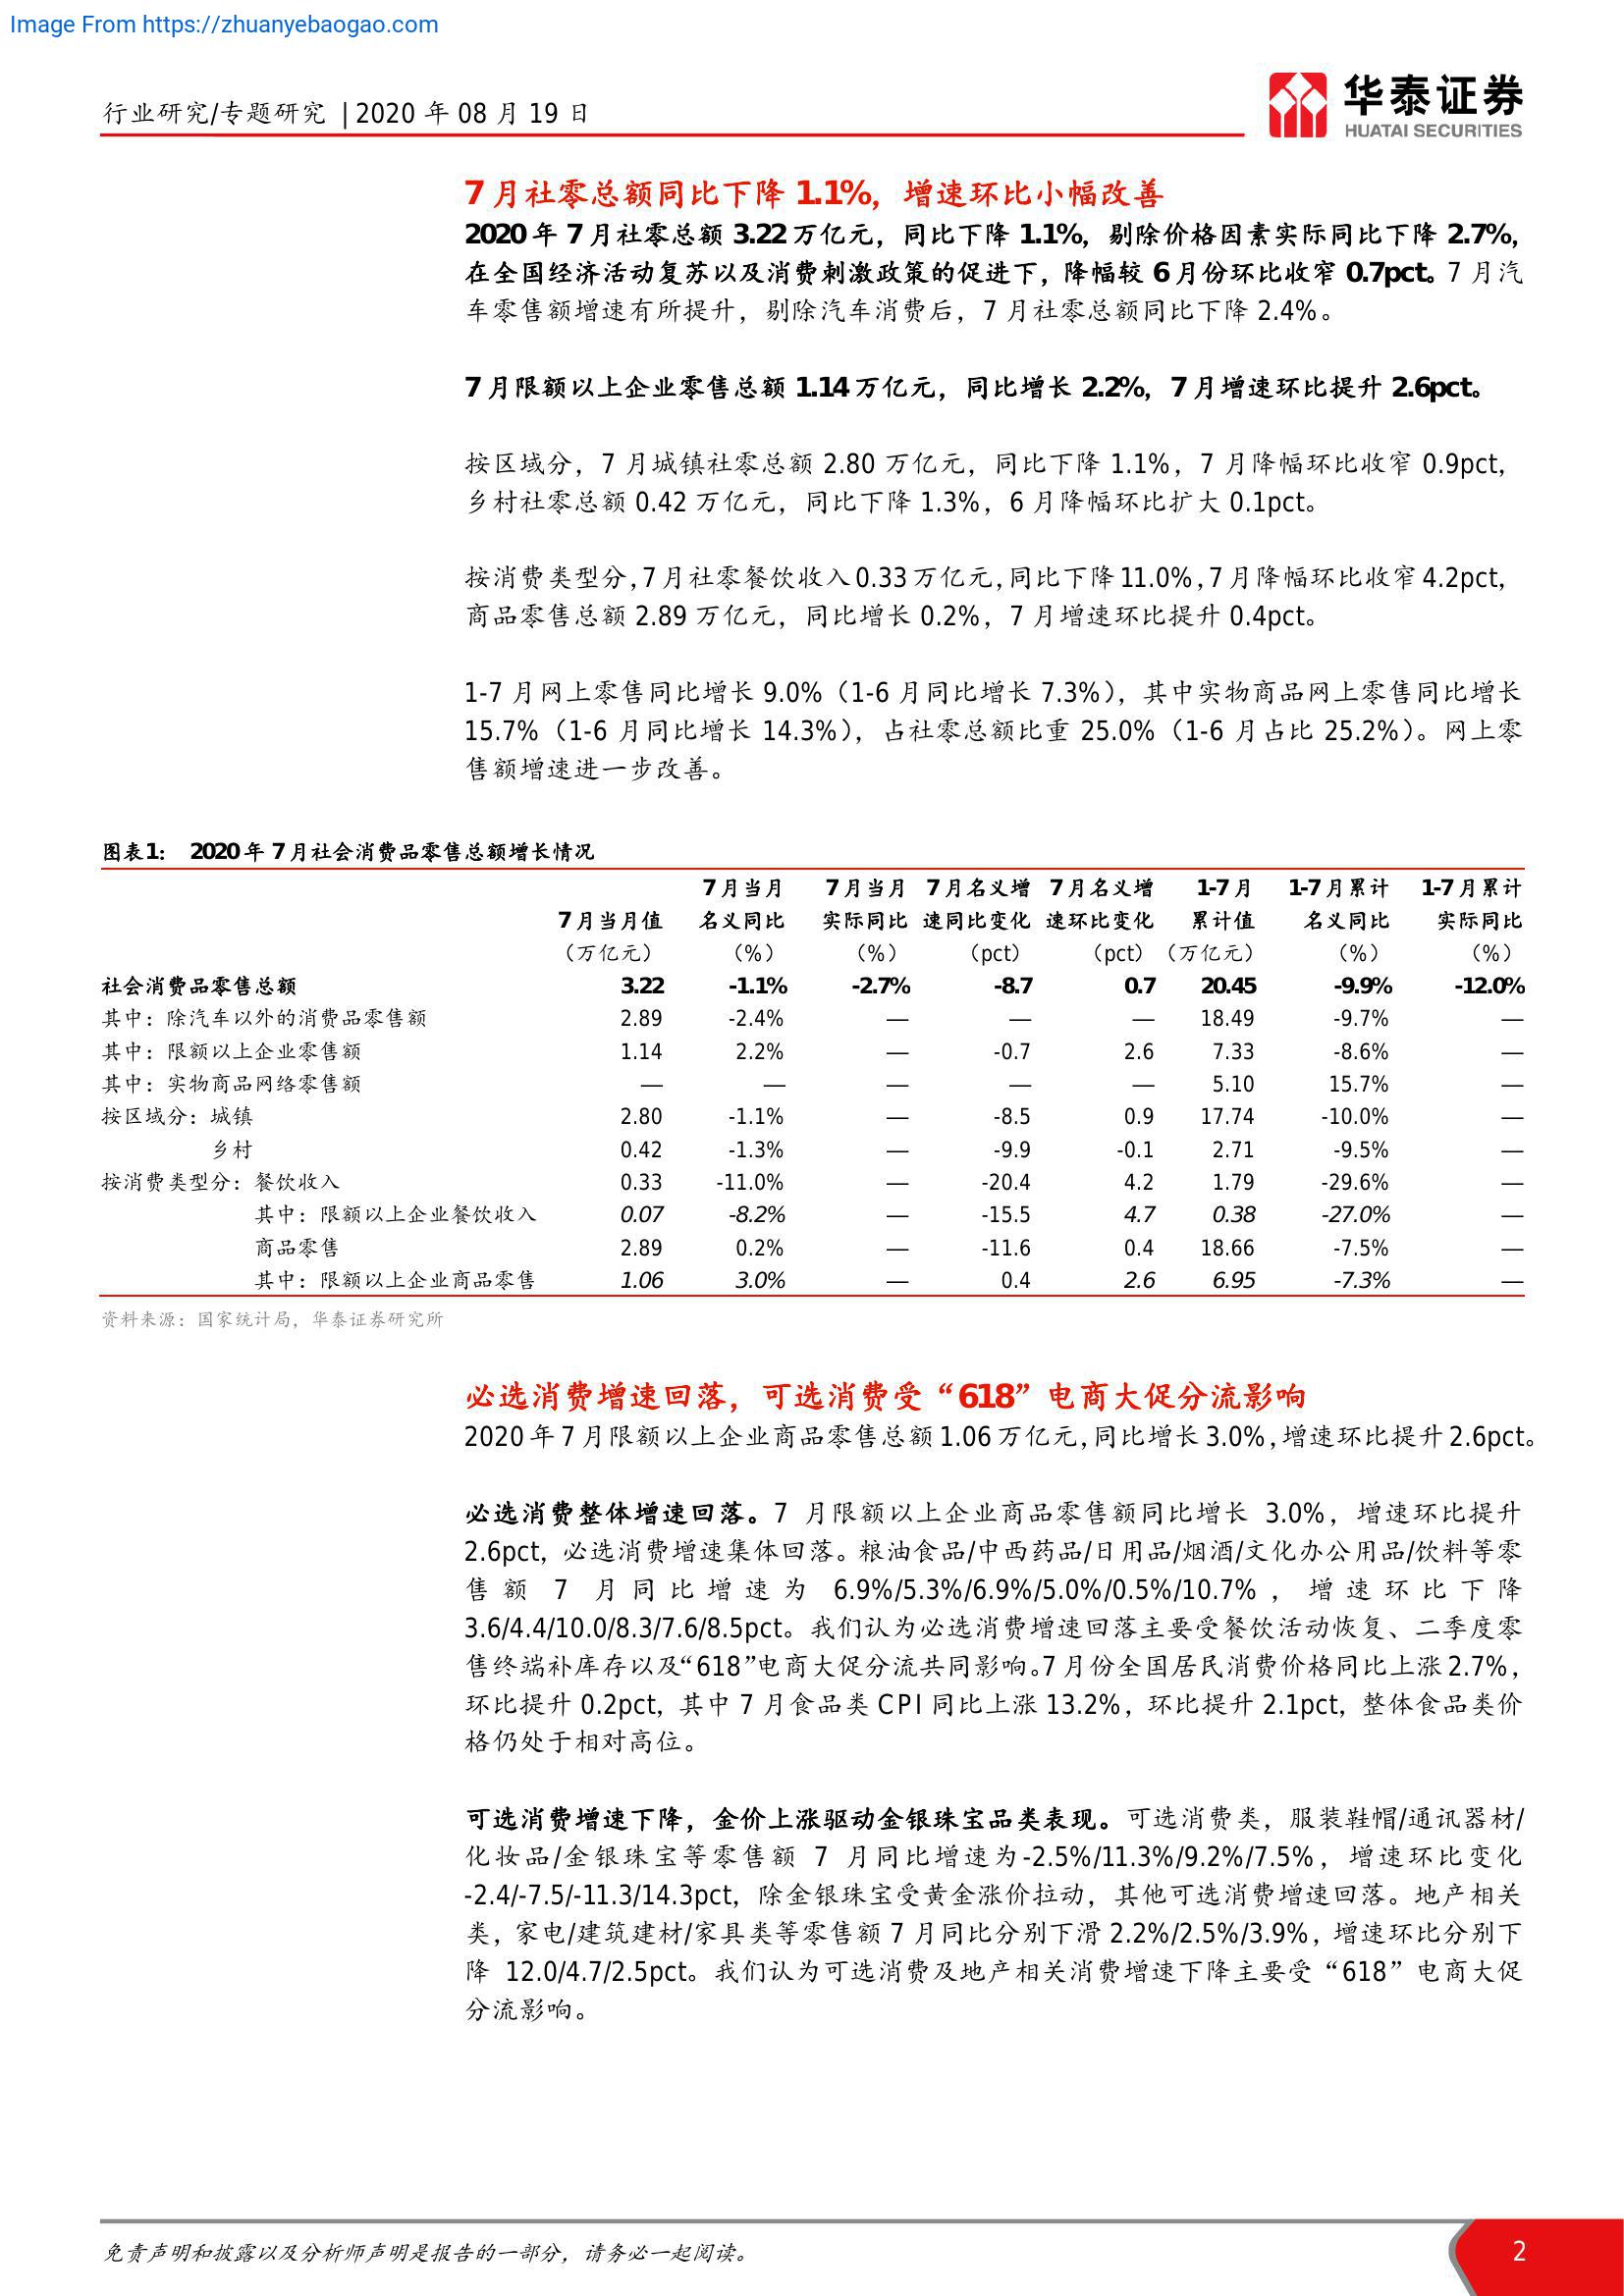 Image From https://zhuanyebaogao.com
行业研究/专题研究 | 2020 年 08 月 19 日
华泰证券
HUATAI SECURITIES
7 月社零总额同比下降 1.1%，增速环比小幅改善
2020 年 7 月社零总额 3.22 万亿元，同比下降 1.1%，剔除价格因素实际同比下降 2.7%，
在全国经济活动复苏以及消费刺激政策的促进下，降幅较 6 月份环比收窄 0.7pct。7 月汽
车零售额增速有所提升，剔除汽车消费后，7 月社零总额同比下降 2.4%。
7 月限额以上企业零售总额 1.14 万亿元，同比增长 2.2%，7 月增速环比提升 2.6pct。
按区域分，7 月城镇社零总额 2.80 万亿元，同比下降 1.1%，7 月降幅环比收窄 0.9pct，
乡村社零总额 0.42 万亿元，同比下降 1.3%，6 月降幅环比扩大 0.1pct。
按消费类型分，7 月社零餐饮收入 0.33 万亿元，同比下降 11.0%，7 月降幅环比收窄 4.2pct，
商品零售总额 2.89 万亿元，同比增长 0.2%，7 月增速环比提升 0.4pct。
1-7 月网上零售同比增长 9.0%（1-6 月同比增长 7.3%），其中实物商品网上零售同比增长
15.7%（1-6 月同比增长 14.3%），占社零总额比重 25.0%（1-6 月占比 25.2%）。网上零
售额增速进一步改善。
图表1： 2020 年 7 月社会消费品零售总额增长情况
7 月当月 7 月当月 7 月名义增 7 月名义增 1-7 月 1-7 月累计 1-7 月累计
7 月当月值 名义同比 实际同比 速同比变化 速环比变化 累计值 名义同比 实际同比
（万亿元） （%） （%） （pct） （pct） （万亿元） （%） （%）
社会消费品零售总额 3.22 -1.1% -2.7% -8.7 0.7 20.45 -9.9% -12.0%
其中：除汽车以外的消费品零售额 2.89 -2.4% — — — 18.49 -9.7% —
其中：限额以上企业零售额 1.14 2.2% — -0.7 2.6 7.33 -8.6% —
其中：实物商品网络零售额 — — — — — 5.10 15.7% —
按区域分：城镇 2.80 -1.1% — -8.5 0.9 17.74 -10.0% —
乡村 0.42 -1.3% — -9.9 -0.1 2.71 -9.5% —
按消费类型分：餐饮收入 0.33 -11.0% — -20.4 4.2 1.79 -29.6% —
其中：限额以上企业餐饮收入 0.07 -8.2% — -15.5 4.7 0.38 -27.0% —
商品零售 2.89 0.2% — -11.6 0.4 18.66 -7.5% —
其中：限额以上企业商品零售 1.06 3.0% — 0.4 2.6 6.95 -7.3% —
资料来源：国家统计局，华泰证券研究所
必选消费增速回落，可选消费受“618”电商大促分流影响
2020 年 7 月限额以上企业商品零售总额 1.06 万亿元，同比增长 3.0%，增速环比提升 2.6pct。
必选消费整体增速回落。7 月限额以上企业商品零售额同比增长 3.0%，增速环比提升
2.6pct，必选消费增速集体回落。粮油食品/中西药品/日用品/烟酒/文化办公用品/饮料等零
售额 7 月同比增速为 6.9%/5.3%/6.9%/5.0%/0.5%/10.7%，增速环比下降
3.6/4.4/10.0/8.3/7.6/8.5pct。我们认为必选消费增速回落主要受餐饮活动恢复、二季度零
售终端补库存以及“618”电商大促分流共同影响。7 月份全国居民消费价格同比上涨 2.7%，
环比提升 0.2pct，其中 7 月食品类 CPI 同比上涨 13.2%，环比提升 2.1pct，整体食品类价
格仍处于相对高位。
可选消费增速下降，金价上涨驱动金银珠宝品类表现。可选消费类，服装鞋帽/通讯器材/
化妆品/金银珠宝等零售额 7 月同比增速为-2.5%/11.3%/9.2%/7.5%，增速环比变化
-2.4/-7.5/-11.3/14.3pct，除金银珠宝受黄金涨价拉动，其他可选消费增速回落。地产相关
类，家电/建筑建材/家具类等零售额 7 月同比分别下滑 2.2%/2.5%/3.9%，增速环比分别下
降 12.0/4.7/2.5pct。我们认为可选消费及地产相关消费增速下降主要受“618”电商大促
分流影响。
免责声明和披露以及分析师声明是报告的一部分，请务必一起阅读。
2